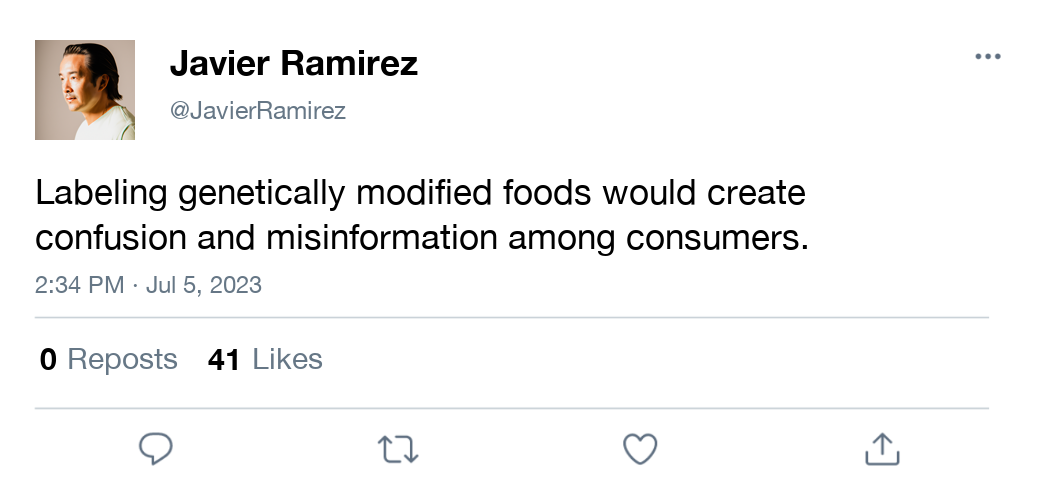 Javier Ramirez
@JavierRamirez
Labeling genetically modified foods would create
confusion and misinformation among consumers.
2:34 PM · Jul 5, 2023
0 Reposts 41 Likes